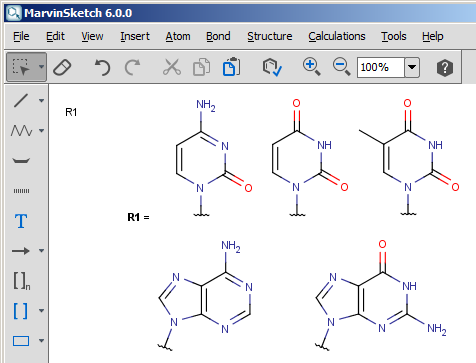 MarvinSketch 6.0.0
File Edit View Insert Atom Bond Structure Calculations Tools Help
100% ?
R1
NH2 O O
N NH NH
N O N O N O
R1 =
T
[ ]n
[ ]
NH2 O
N N N NH
N N N N NH2